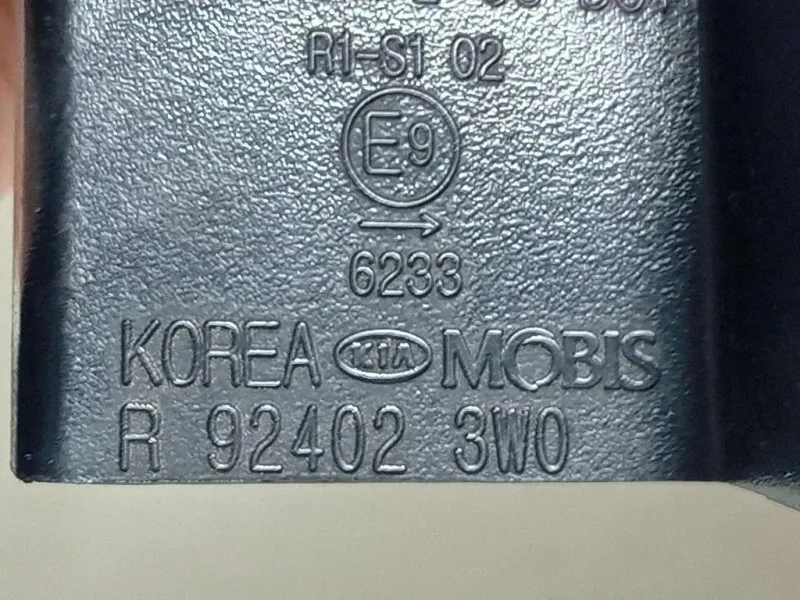 R1-S1 02
E9
→
6233
KOREA KIA MOBIS
R 92402 3W0